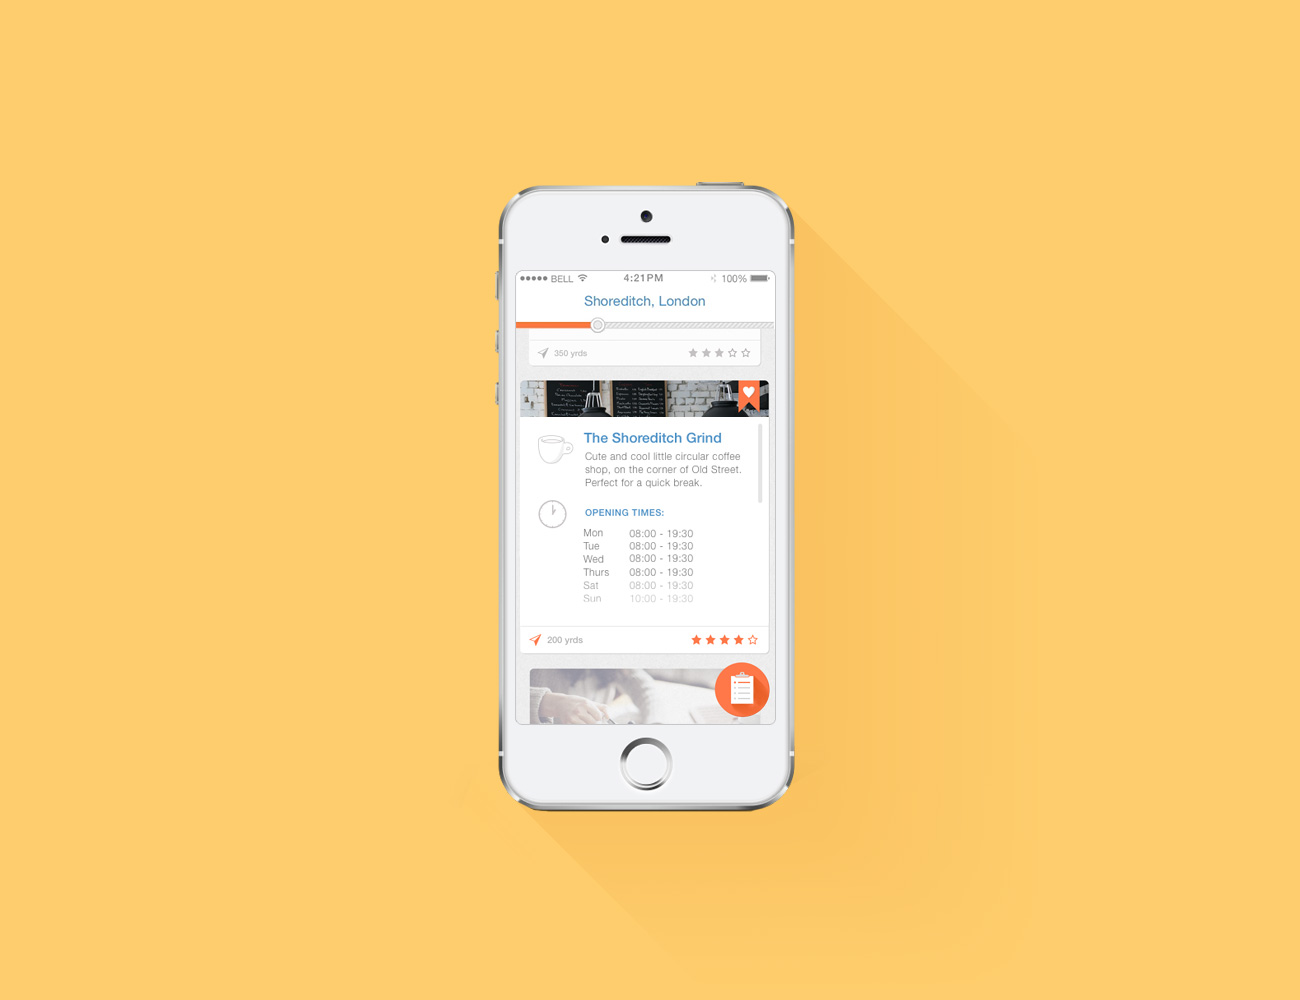 BELL 4:21PM 100%
Shoreditch, London
350 yrds
The Shoreditch Grind
Cute and cool little circular coffee
shop, on the corner of Old Street.
Perfect for a quick break.
OPENING TIMES:
Mon 08:00 - 19:30
Tue 08:00 - 19:30
Wed 08:00 - 19:30
Thurs 08:00 - 19:30
Sat 08:00 - 19:30
Sun 10:00 - 19:30
200 yrds